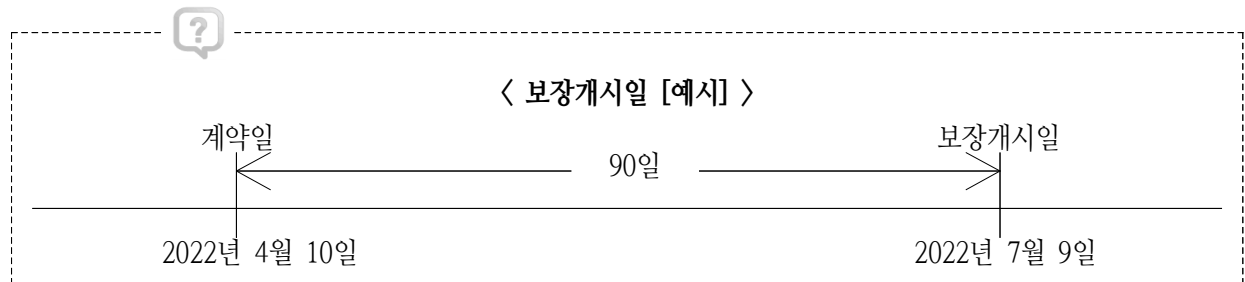 ?
< 보장개시일 [예시] >
계약일 보장개시일
90일
2022년 4월 10일 2022년 7월 9일